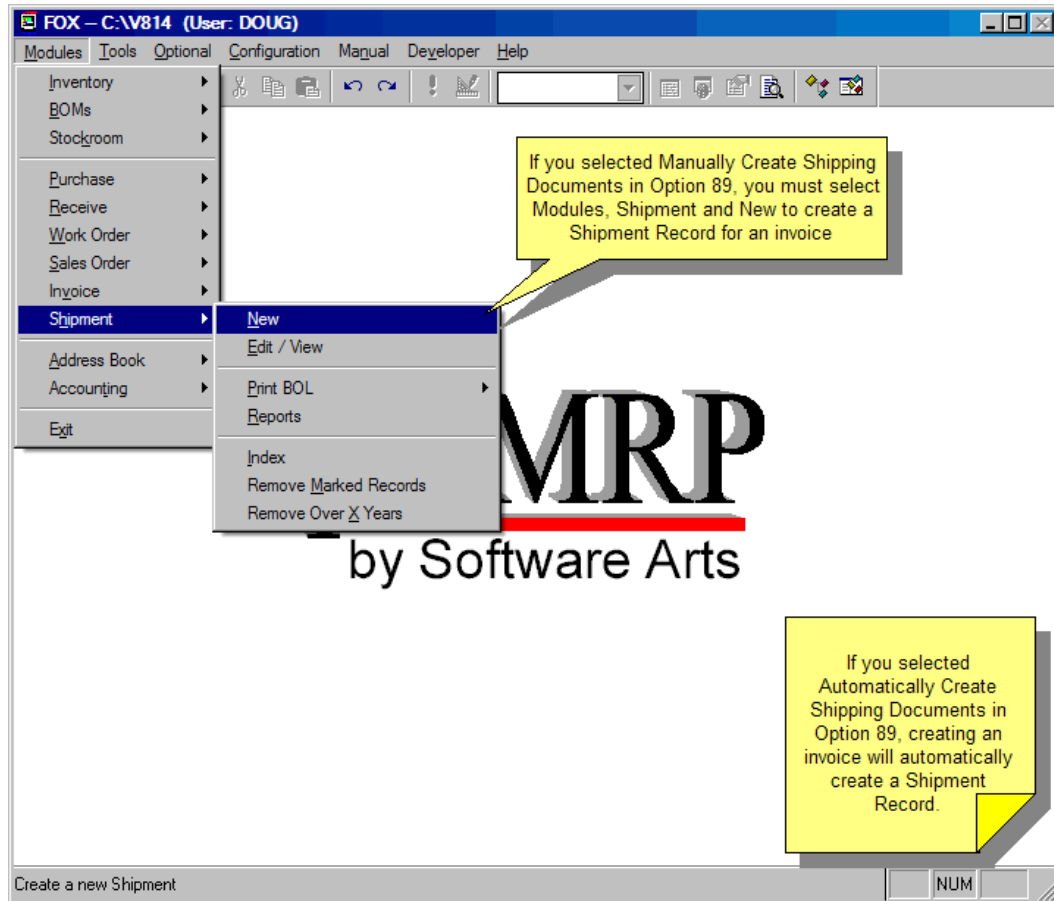 FOX – C:\V814 (User: DOUG)
Modules Tools Optional Configuration Manual Developer Help
Inventory
BOMs
Stockroom
Purchase
Receive
Work Order
Sales Order
Invoice
Shipment
Address Book
Accounting
Exit
New
Edit / View
Print BOL
Reports
Index
Remove Marked Records
Remove Over X Years
If you selected Manually Create Shipping
Documents in Option 89, you must select
Modules, Shipment and New to create a
Shipment Record for an invoice
MRP
by Software Arts
If you selected
Automatically Create
Shipping Documents in
Option 89, creating an
invoice will automatically
create a Shipment
Record.
Create a new Shipment
NUM